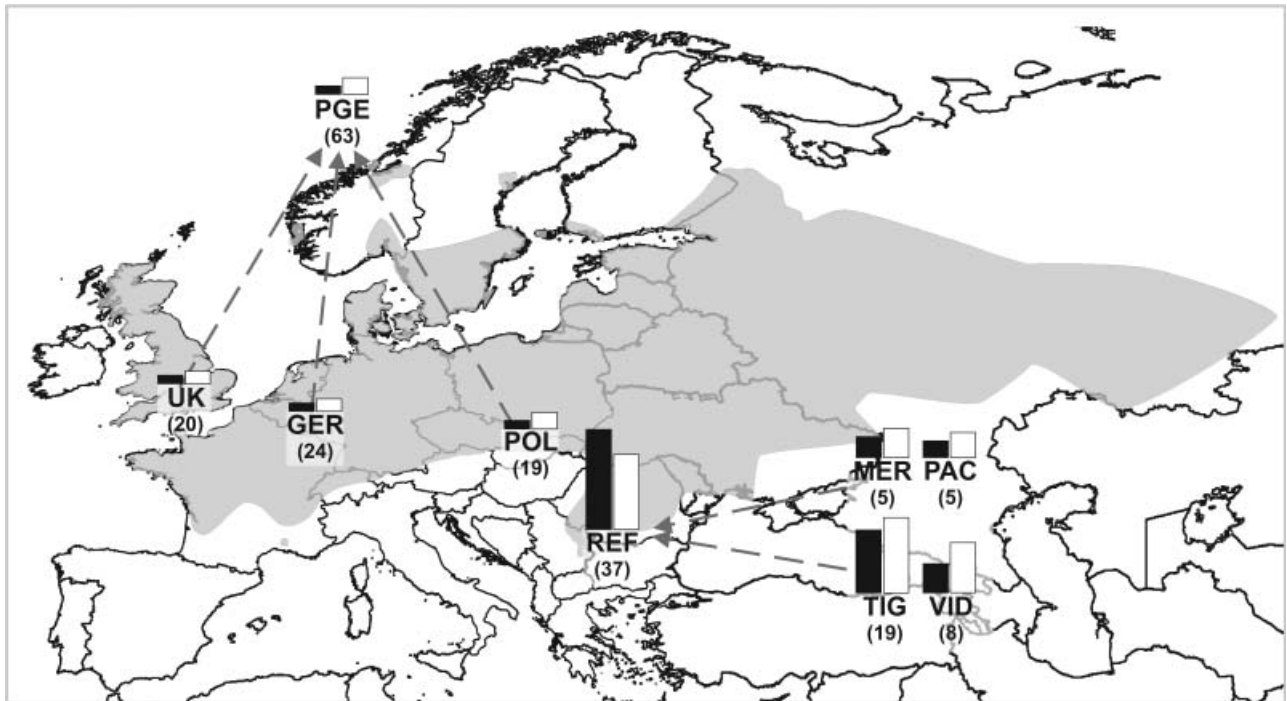 PGE
(63)
UK
(20)
GER
(24)
POL
(19)
REF
(37)
MER
(5)
PAC
(5)
TIG
(19)
VID
(8)